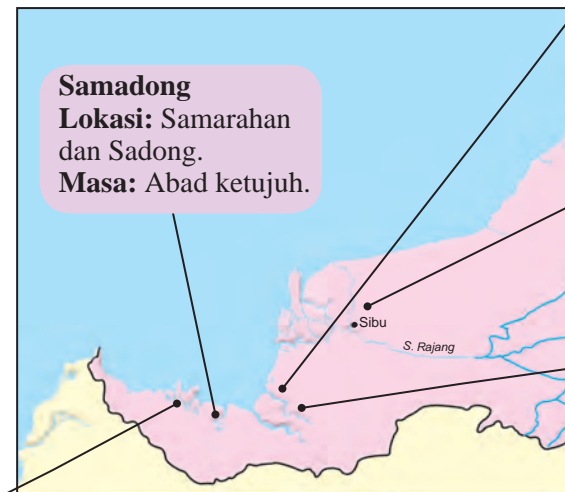 Samadong
Lokasi: Samarahan
dan Sadong.
Masa: Abad ketujuh.
Sibu
S. Rajang